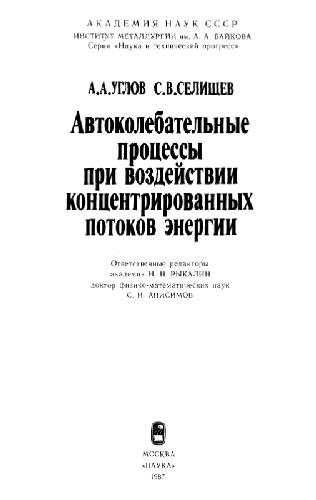 АКАДЕМИЯ НАУК СССР
ИНСТИТУТ МЕТАЛЛУРГИИ им. А. А. БАЙКОВА
Серия «Наука и технический прогресс»
А.А.УГЛОВ С.В.СЕЛИЩЕВ
Автоколебательные
процессы
при воздействии
концентрированных
потоков энергии
Ответственные редакторы
академик Н. Н. РЫКАЛИН
доктор физико-математических наук
С. И. АНИСИМОВ
МОСКВА
«НАУКА»
1987